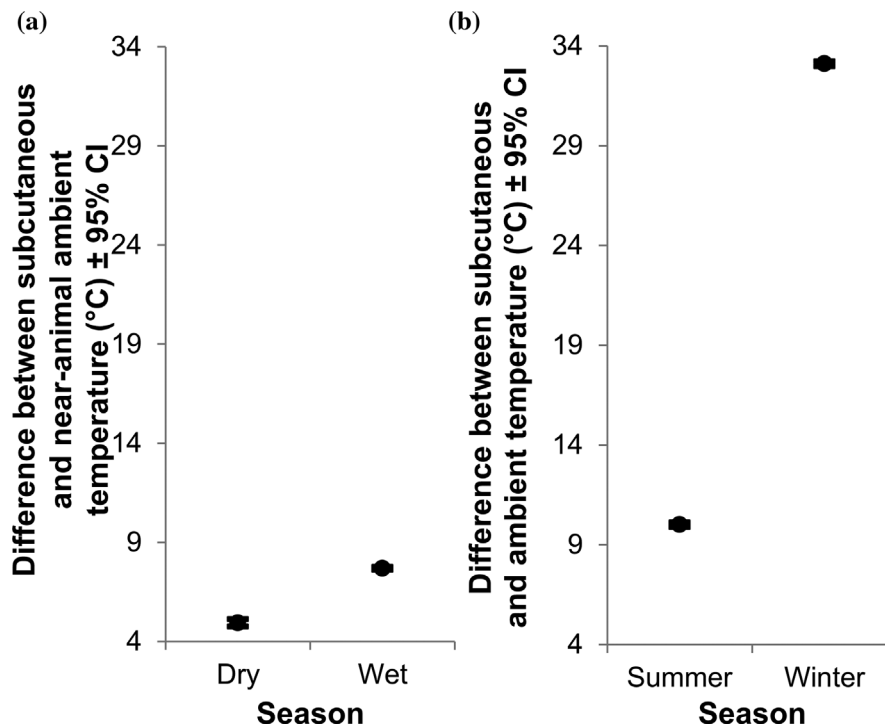 (a)
Difference between subcutaneous
and near-animal ambient
temperature (°C) ± 95% CI
34
29
24
19
14
9
4
Dry
Wet
Season
(b)
Difference between subcutaneous
and ambient temperature (°C) ± 95% CI
34
29
24
19
14
9
4
Summer
Winter
Season